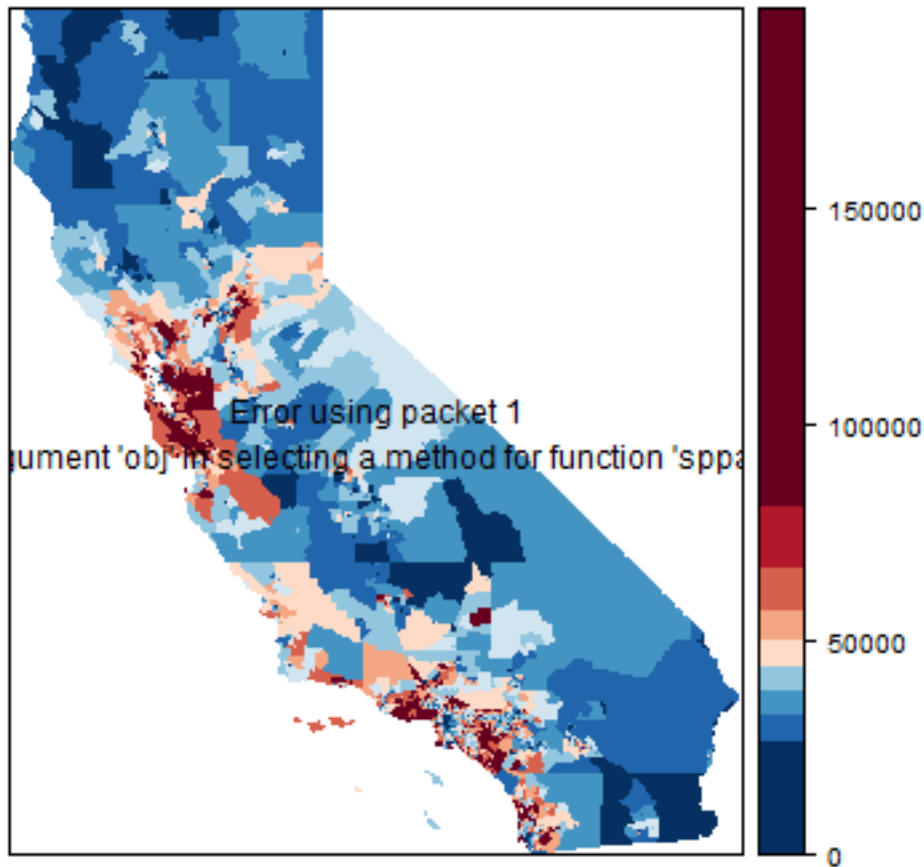 150000
Error using packet 1
100000
gument 'obj' in selecting a method for function 'sppa
50000
0